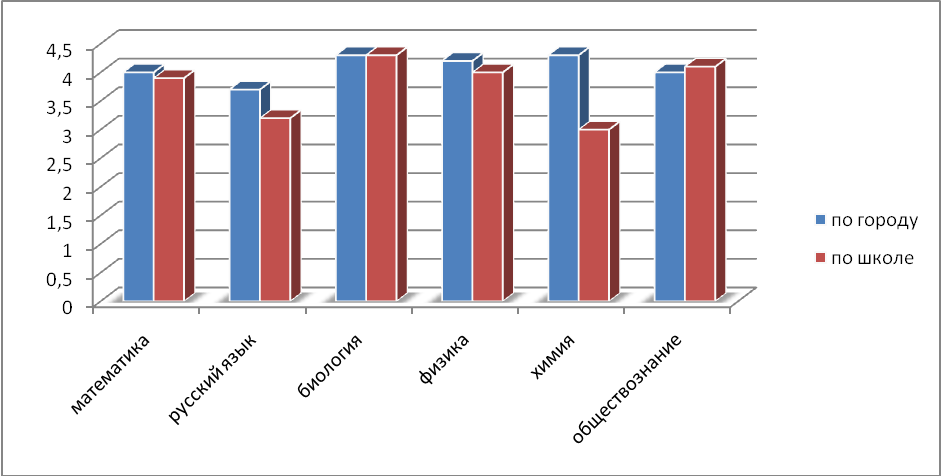 4,5
4
3,5
3
2,5
2
1,5
1
0,5
0
математика
русский язык
биология
физика
химия
обществознание
по городу
по школе